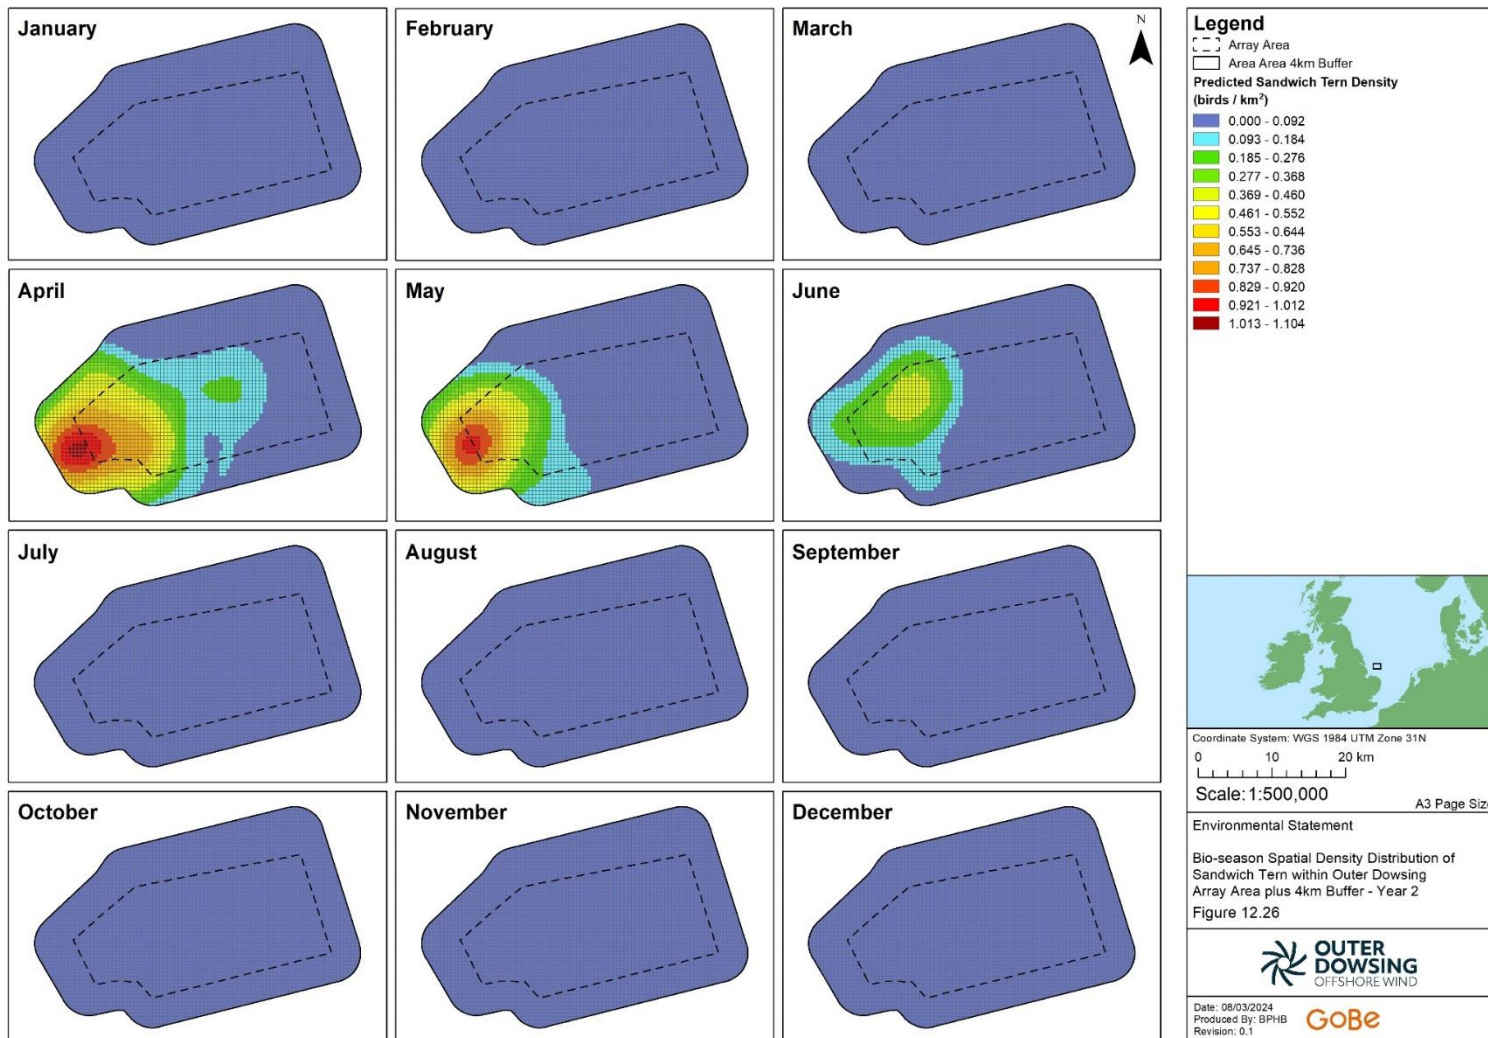 January
February
March
N
April
May
June
July
August
September
October
November
December
Legend
Array Area
Area Area 4km Buffer
Predicted Sandwich Tern Density
(birds / km²)
0.000 - 0.092
0.093 - 0.184
0.185 - 0.276
0.277 - 0.368
0.369 - 0.460
0.461 - 0.552
0.553 - 0.644
0.645 - 0.736
0.737 - 0.828
0.829 - 0.920
0.921 - 1.012
1.013 - 1.104
Coordinate System: WGS 1984 UTM Zone 31N
0 10 20 km
Scale: 1:500,000
A3 Page Size
Environmental Statement
Bio-season Spatial Density Distribution of
Sandwich Tern within Outer Dowsing
Array Area plus 4km Buffer - Year 2
Figure 12.26
OUTER
DOWSING
OFFSHORE WIND
Date: 08/03/2024
Produced By: BPHB
Revision: 0.1
GoBe